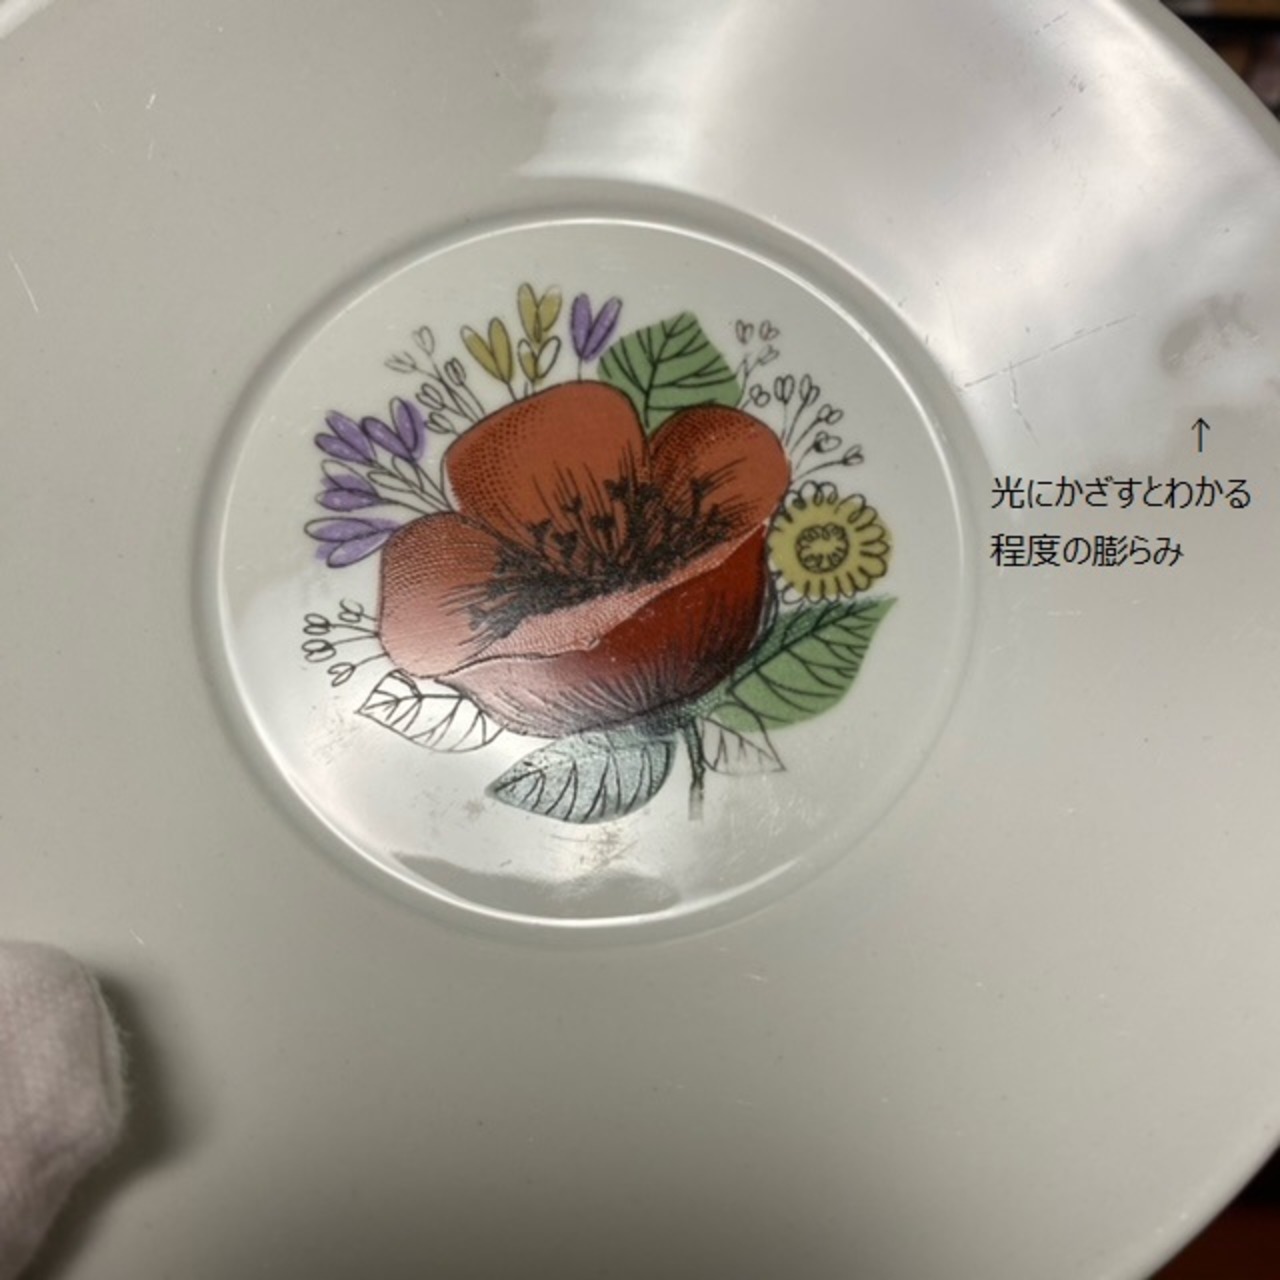 ↑
光にかざすとわかる
程度の膨らみ